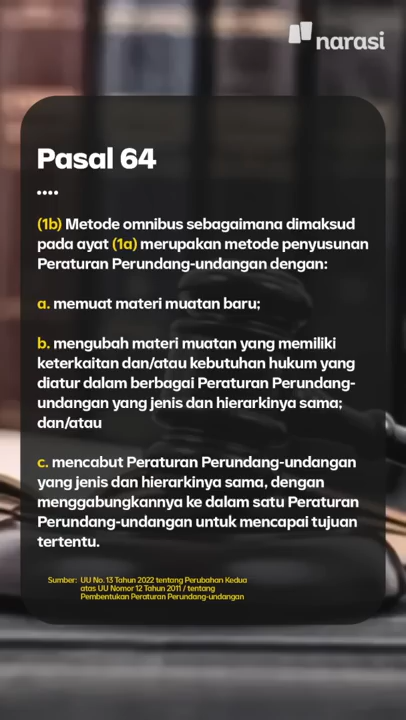 narasi
Pasal 64
••••
(1b) Metode omnibus sebagaimana dimaksud
pada ayat (1a) merupakan metode penyusunan
Peraturan Perundang-undangan dengan:
a. memuat materi muatan baru;
b. mengubah materi muatan yang memiliki
keterkaitan dan/atau kebutuhan hukum yang
diatur dalam berbagai Peraturan Perundang-
undangan yang jenis dan hierarkinya sama;
dan/atau
c. mencabut Peraturan Perundang-undangan
yang jenis dan hierarkinya sama, dengan
menggabungkannya ke dalam satu Peraturan
Perundang-undangan untuk mencapai tujuan
tertentu.
Sumber: UU No. 13 Tahun 2022 tentang Perubahan Kedua
atas UU Nomor 12 Tahun 2011 / tentang
Pembentukan Peraturan Perundang-undangan